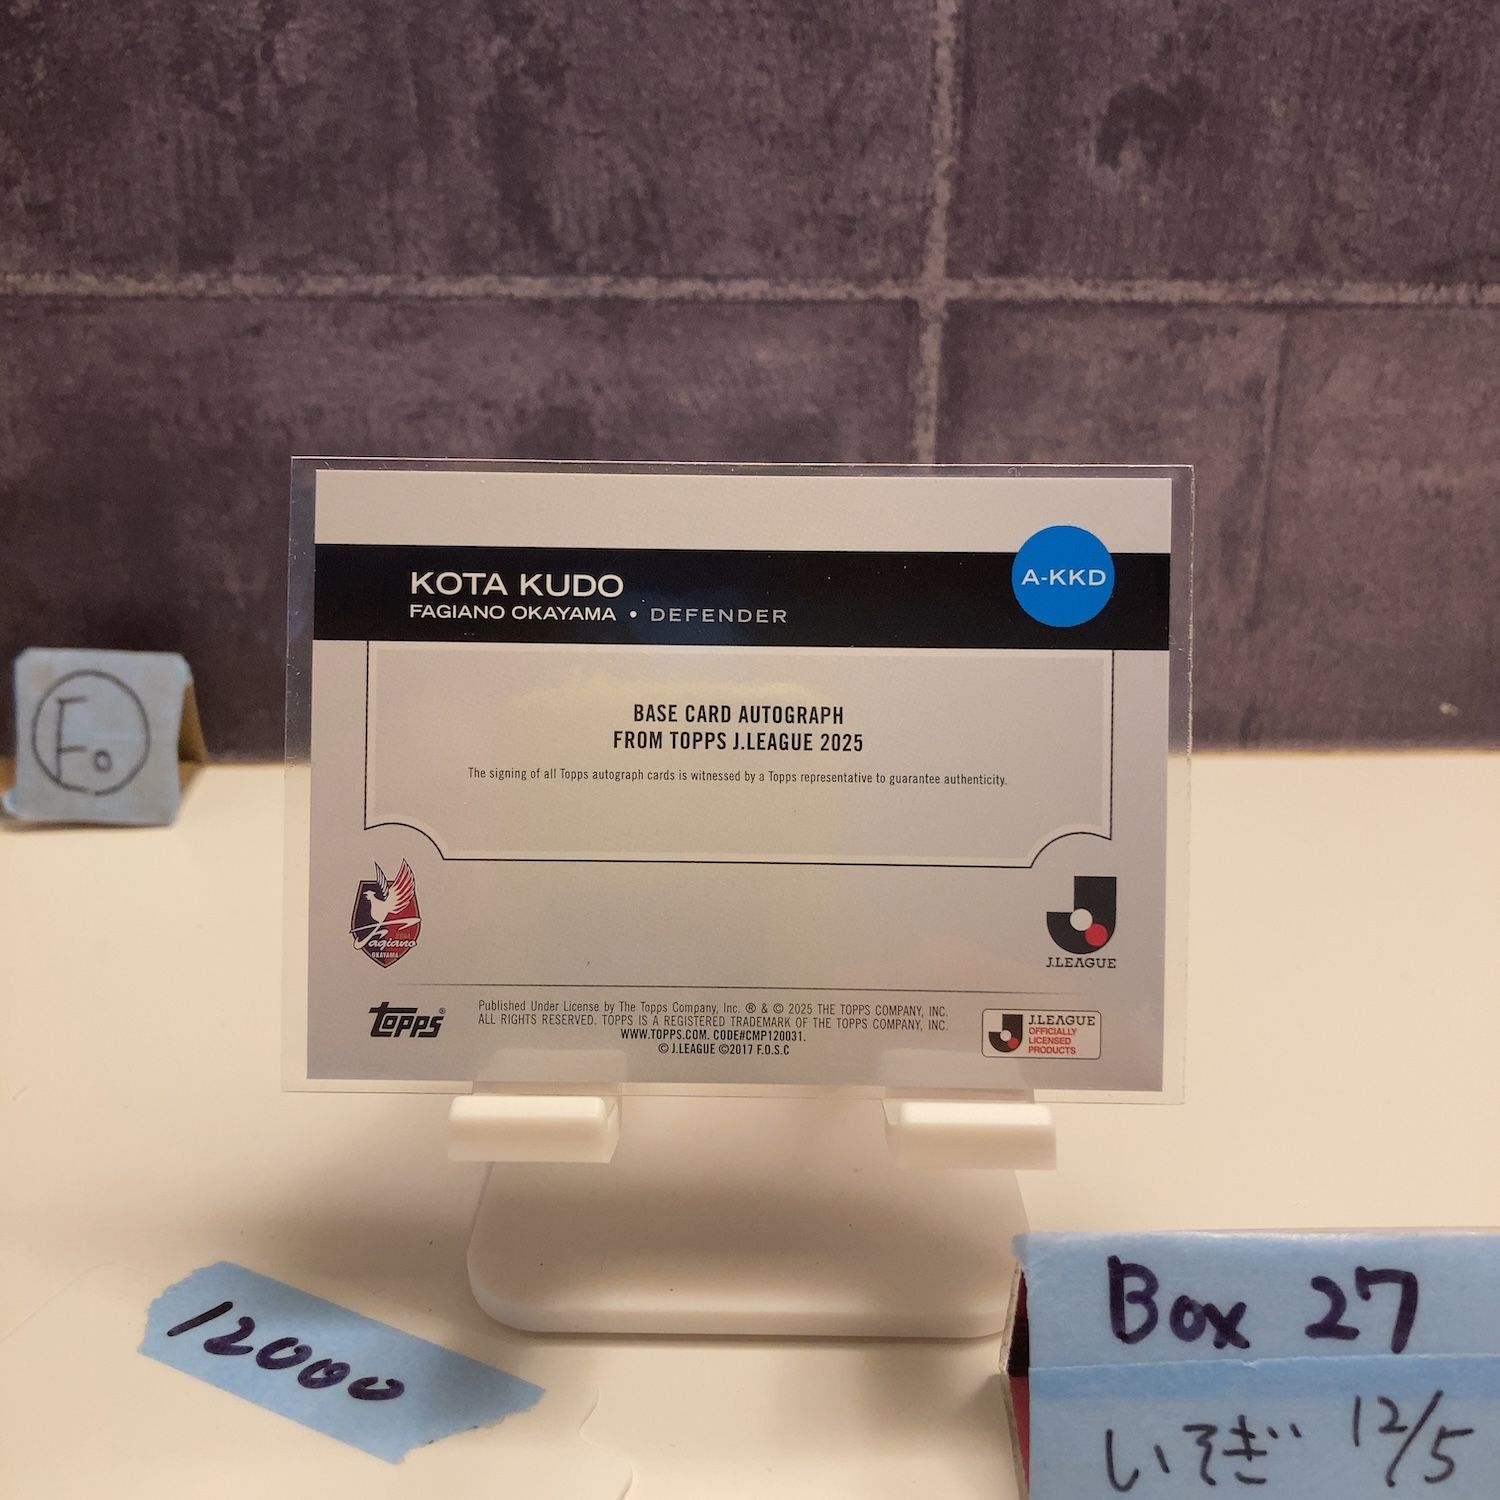 KOTA KUDO
FAGIANO OKAYAMA • DEFENDER
A-KKD
BASE CARD AUTOGRAPH
FROM TOPPS J.LEAGUE 2025
The signing of all Topps autograph cards is witnessed by a Topps representative to guarantee authenticity.
Fo
2004
Fagiano
OKAYAMA
J.LEAGUE
topps®
Published Under License by The Topps Company, Inc. ® & © 2025 THE TOPPS COMPANY, INC.
ALL RIGHTS RESERVED. TOPPS IS A REGISTERED TRADEMARK OF THE TOPPS COMPANY, INC.
WWW.TOPPS.COM. CODE#CMP120031.
© J.LEAGUE ©2017 F.O.S.C
J.LEAGUE
OFFICIALLY
LICENSED
PRODUCTS
12000
Box 27
いそぎ 12/5